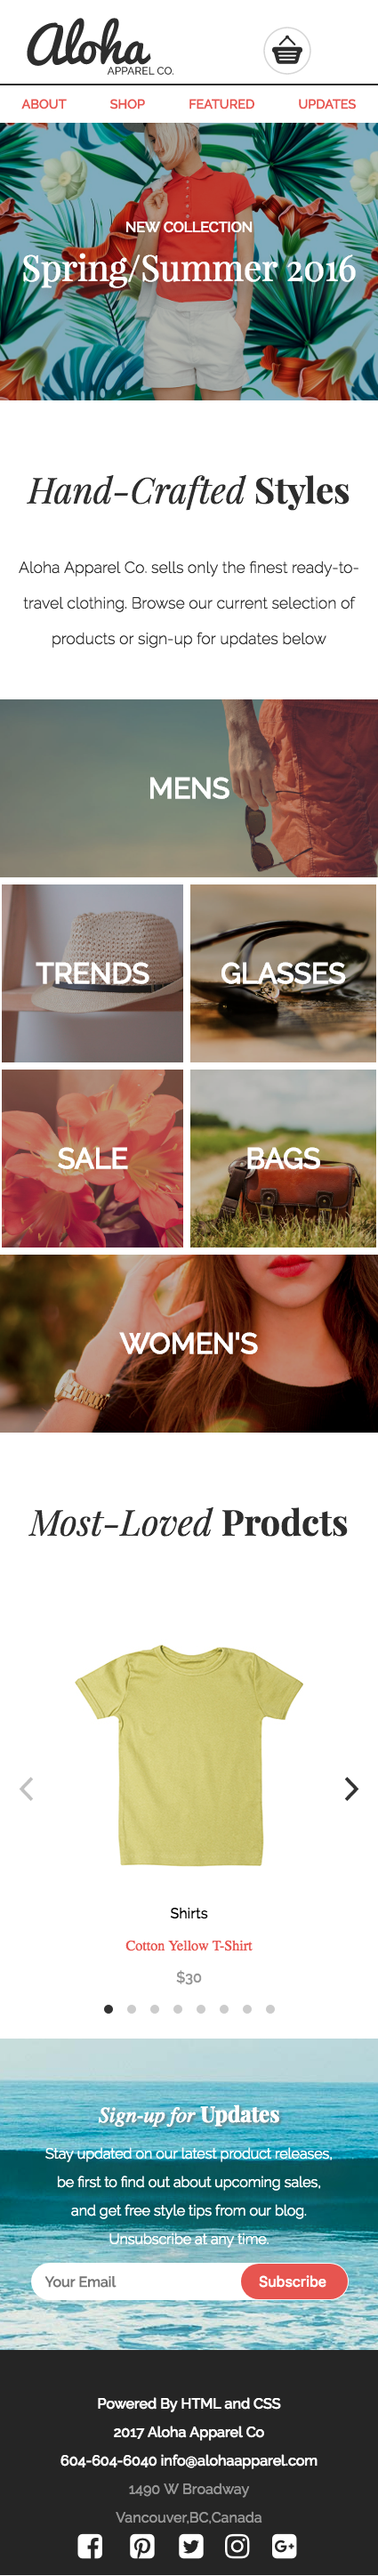 Aloha
APPAREL CO.
ABOUT SHOP FEATURED UPDATES
NEW COLLECTION
Spring/Summer 2016
Hand-Crafted Styles
Aloha Apparel Co. sells only the finest ready-to-
travel clothing. Browse our current selection of
products or sign-up for updates below
MENS
TRENDS GLASSES
SALE BAGS
WOMEN'S
Most-Loved Prodcts
Shirts
Cotton Yellow T-Shirt
$30
Sign-up for Updates
Stay updated on our latest product releases,
be first to find out about upcoming sales,
and get free style tips from our blog.
Unsubscribe at any time.
Your Email Subscribe
Powered By HTML and CSS
2017 Aloha Apparel Co
604-604-6040 info@alohaapparel.com
1490 W Broadway
Vancouver,BC,Canada